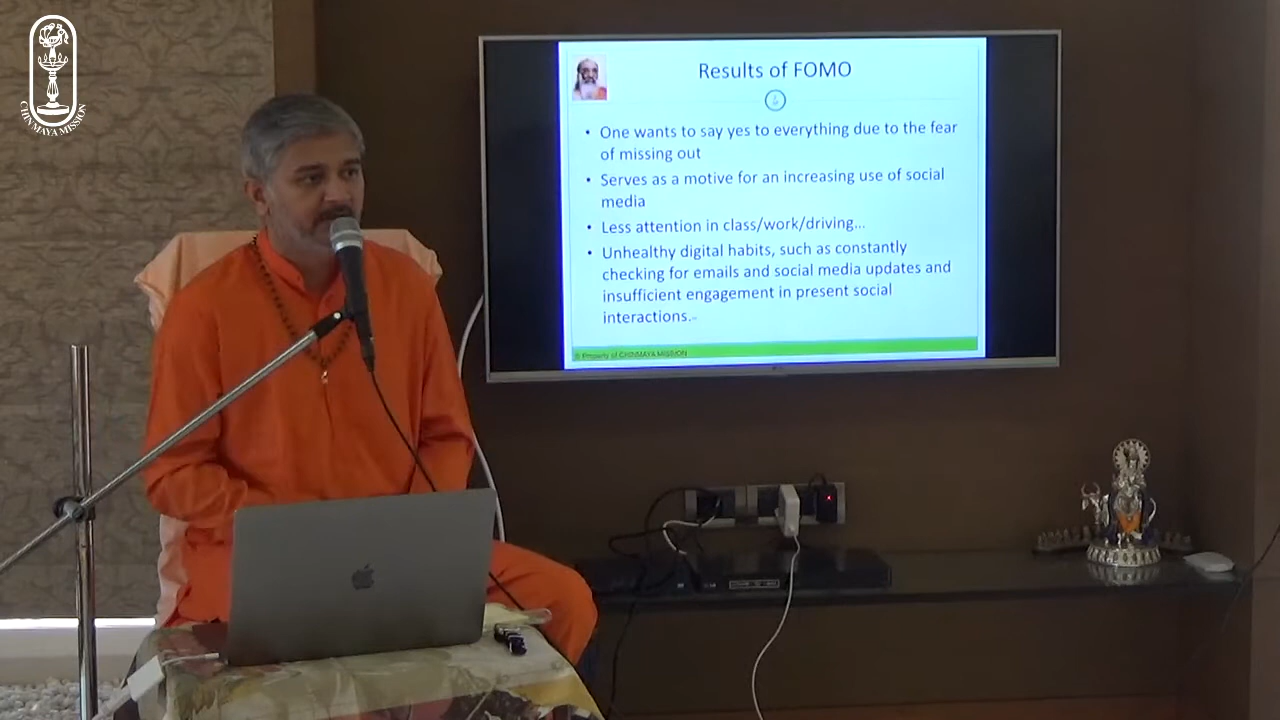 CHINMAYA MISSION
Results of FOMO
• One wants to say yes to everything due to the fear
of missing out
• Serves as a motive for an increasing use of social
media
• Less attention in class/work/driving...
• Unhealthy digital habits, such as constantly
checking for emails and social media updates and
insufficient engagement in present social
interactions.
© Property of CHINMAYA MISSION